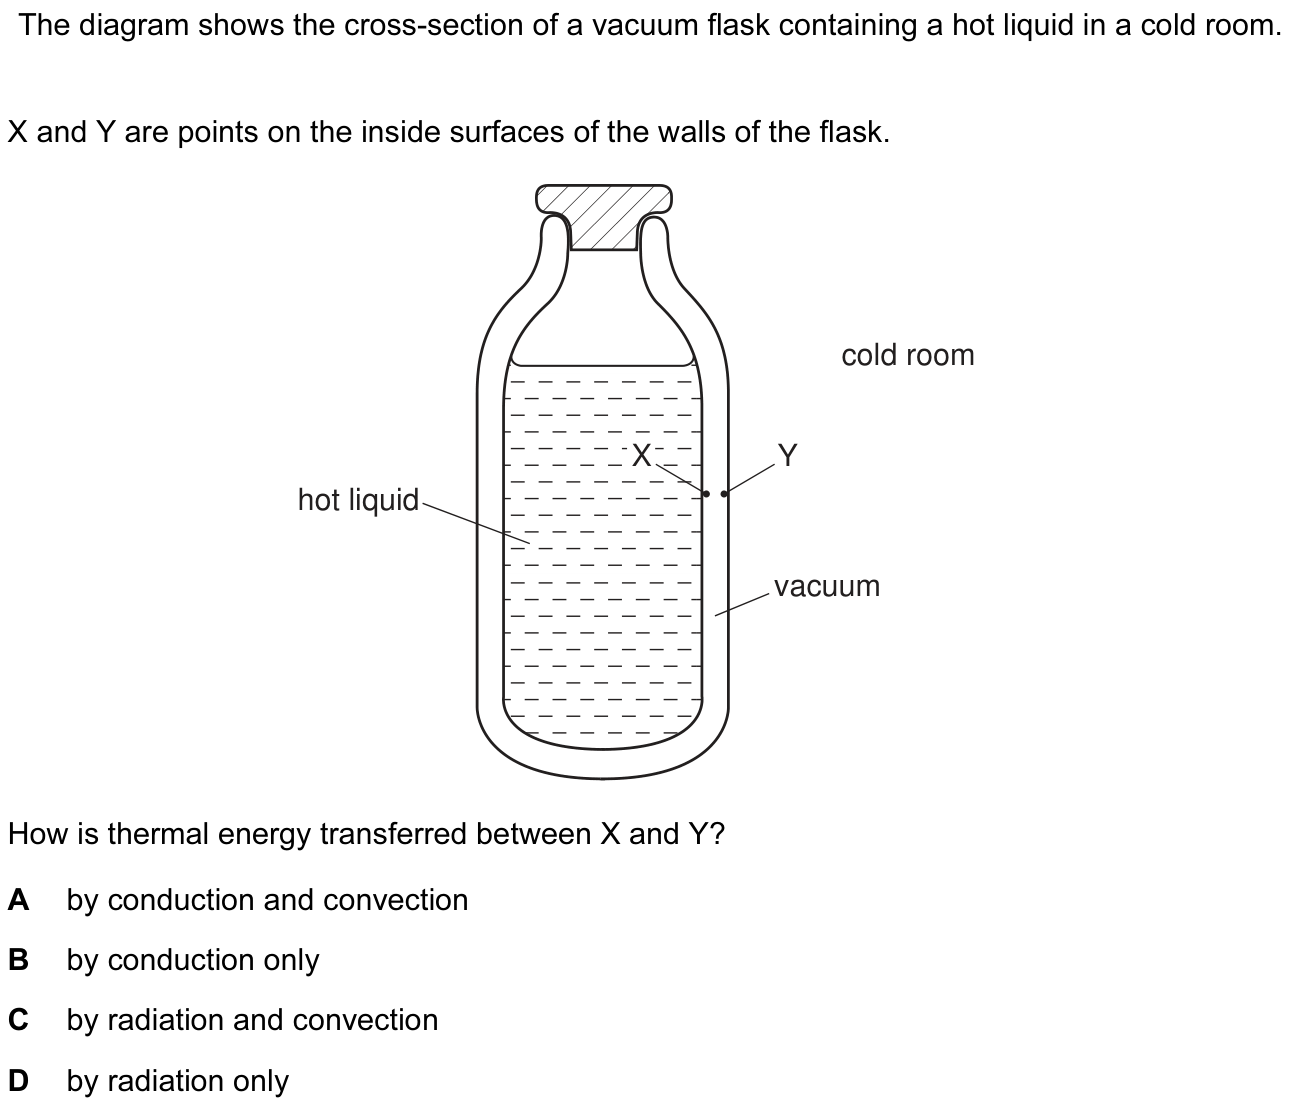 The diagram shows the cross-section of a vacuum flask containing a hot liquid in a cold room.
X and Y are points on the inside surfaces of the walls of the flask.
cold room
X
Y
hot liquid
vacuum
How is thermal energy transferred between X and Y?
A by conduction and convection
B by conduction only
C by radiation and convection
D by radiation only